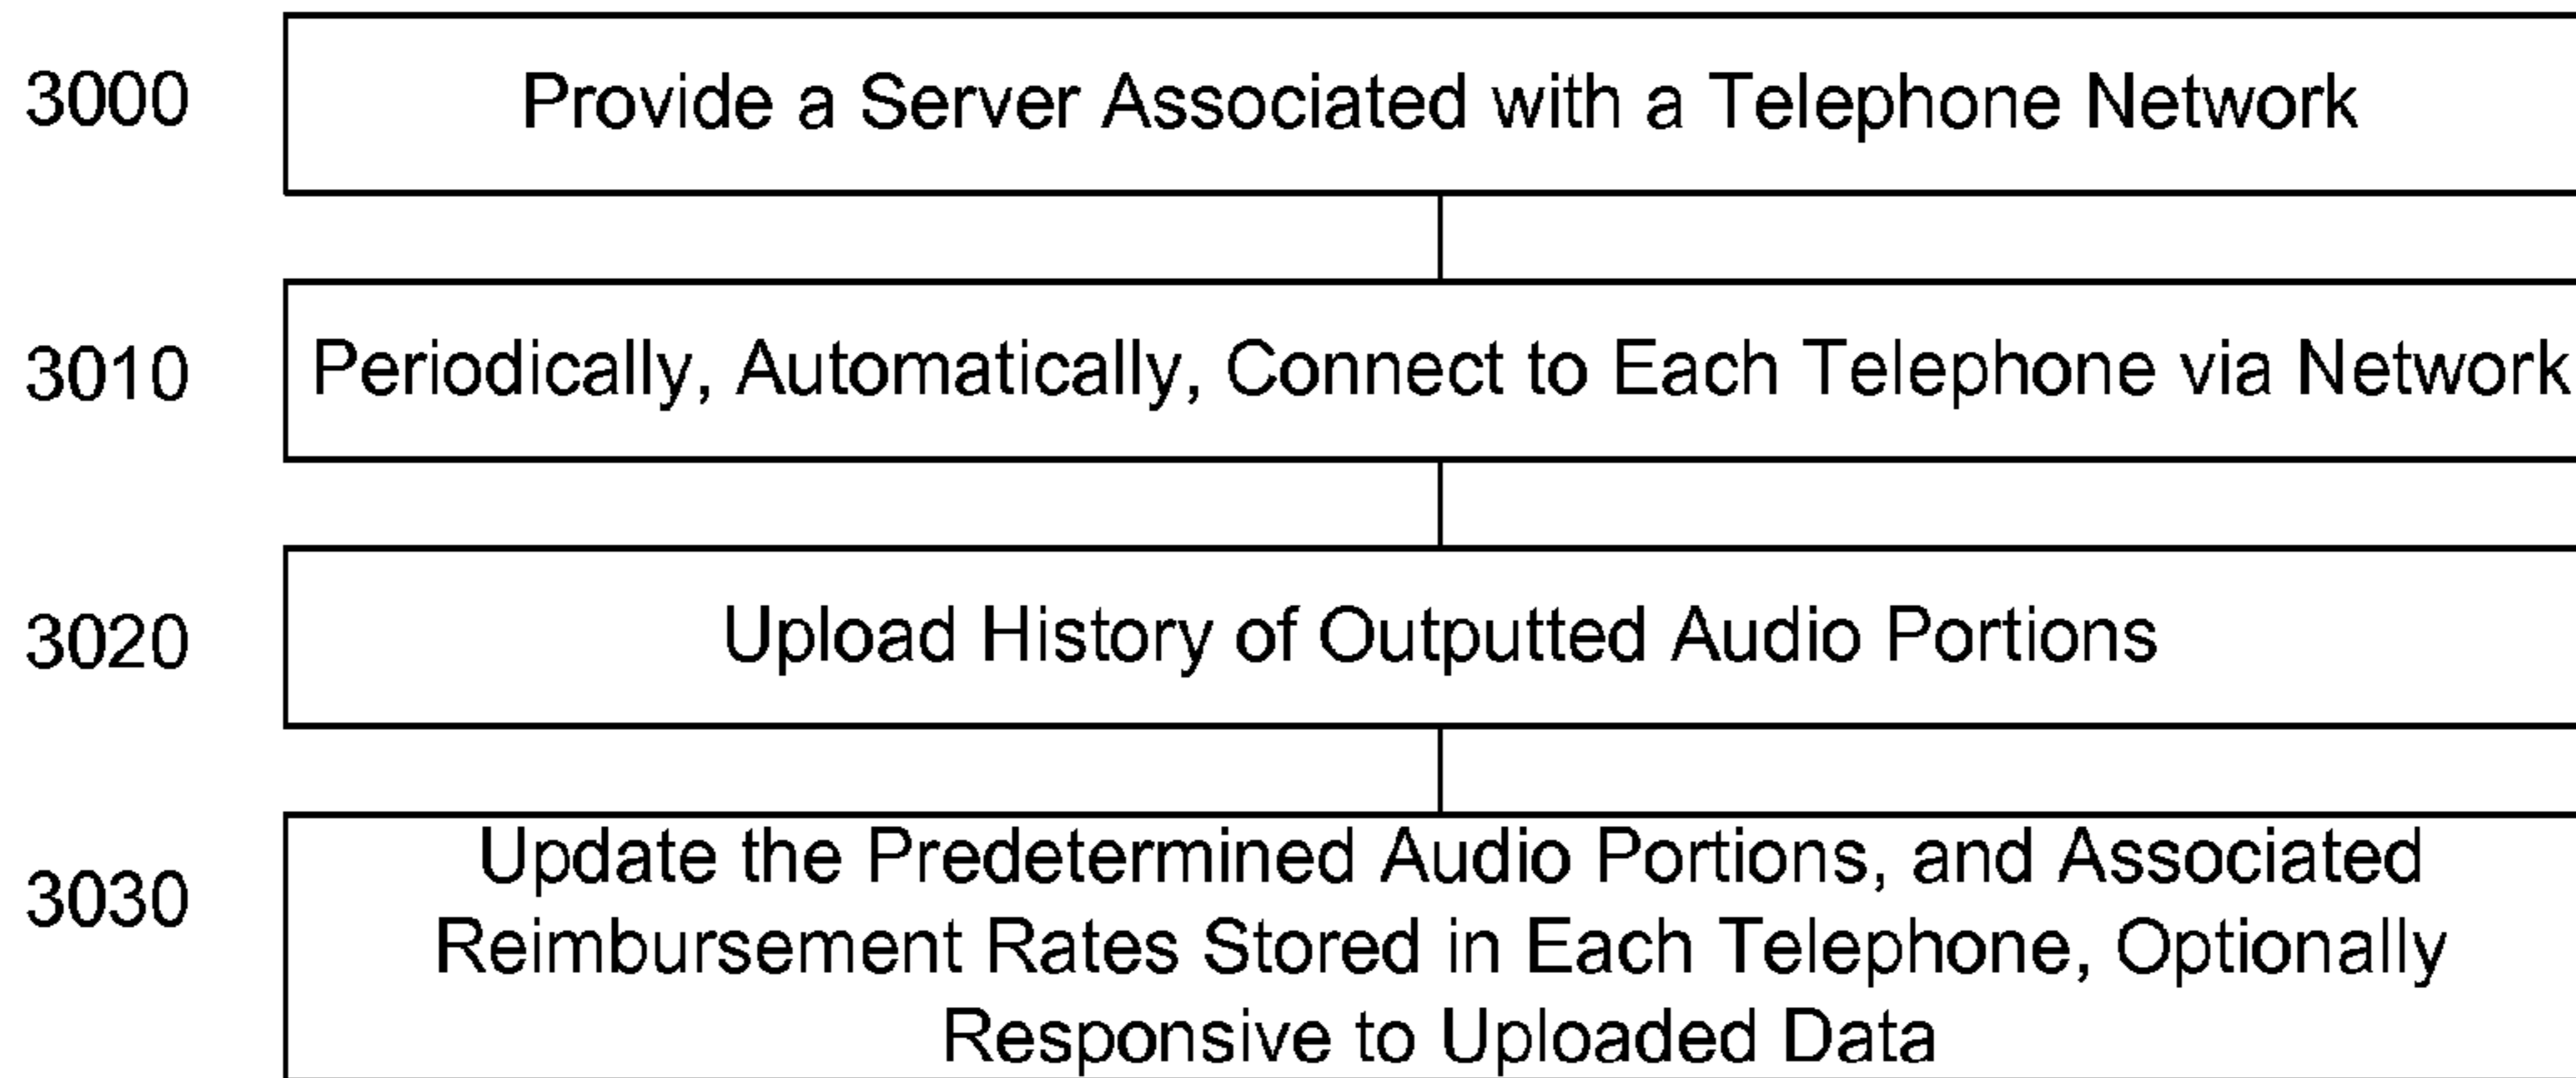 3000 Provide a Server Associated with a Telephone Network
3010 Periodically, Automatically, Connect to Each Telephone via Network
3020 Upload History of Outputted Audio Portions
3030 Update the Predetermined Audio Portions, and Associated
Reimbursement Rates Stored in Each Telephone, Optionally
Responsive to Uploaded Data